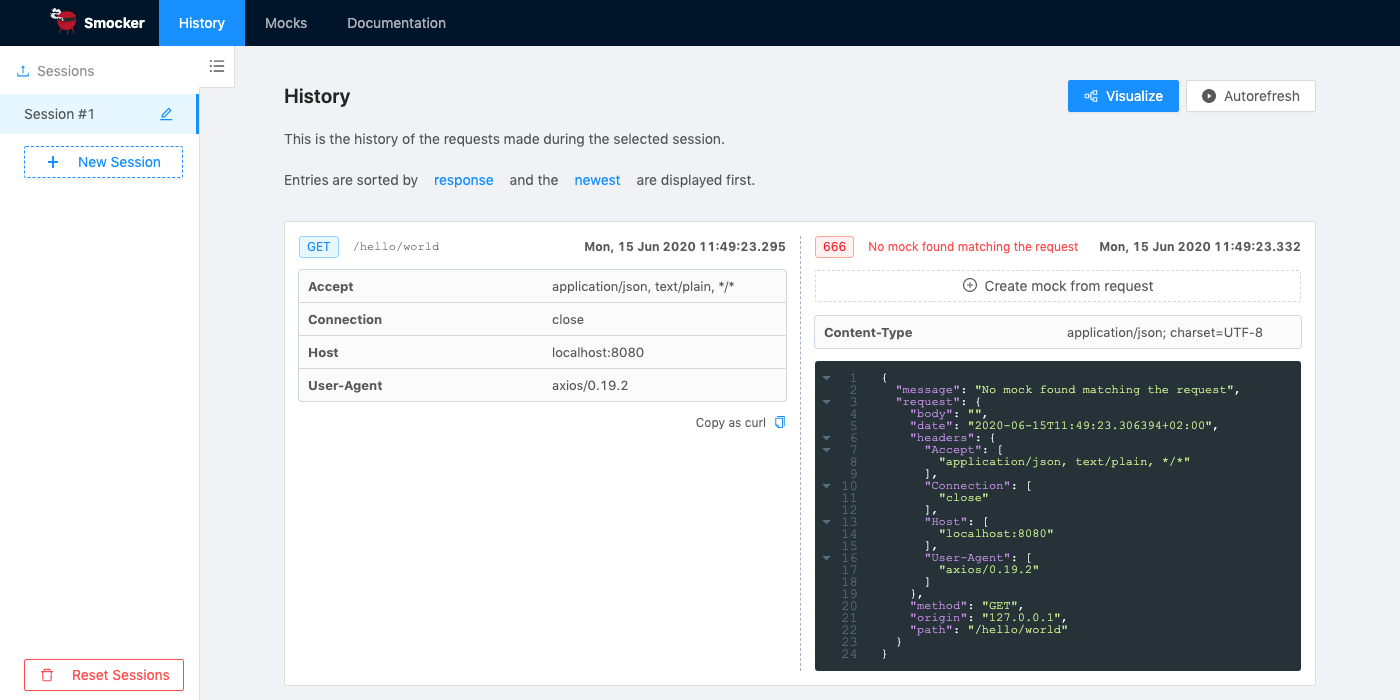 Smocker
History
Mocks
Documentation
Sessions
Session #1
New Session
Reset Sessions
History
Visualize
Autorefresh
This is the history of the requests made during the selected session.
Entries are sorted by response and the newest are displayed first.
GET /hello/world Mon, 15 Jun 2020 11:49:23.295
Accept application/json, text/plain, */*
Connection close
Host localhost:8080
User-Agent axios/0.19.2
Copy as curl
666 No mock found matching the request Mon, 15 Jun 2020 11:49:23.332
Create mock from request
Content-Type application/json; charset=UTF-8
1 {
2 "message": "No mock found matching the request",
3 "request": {
4 "body": "",
5 "date": "2020-06-15T11:49:23.306394+02:00",
6 "headers": {
7 "Accept": [
8 "application/json, text/plain, */*"
9 ],
10 "Connection": [
11 "close"
12 ],
13 "Host": [
14 "localhost:8080"
15 ],
16 "User-Agent": [
17 "axios/0.19.2"
18 ]
19 },
20 "method": "GET",
21 "origin": "127.0.0.1",
22 "path": "/hello/world"
23 }
24 }